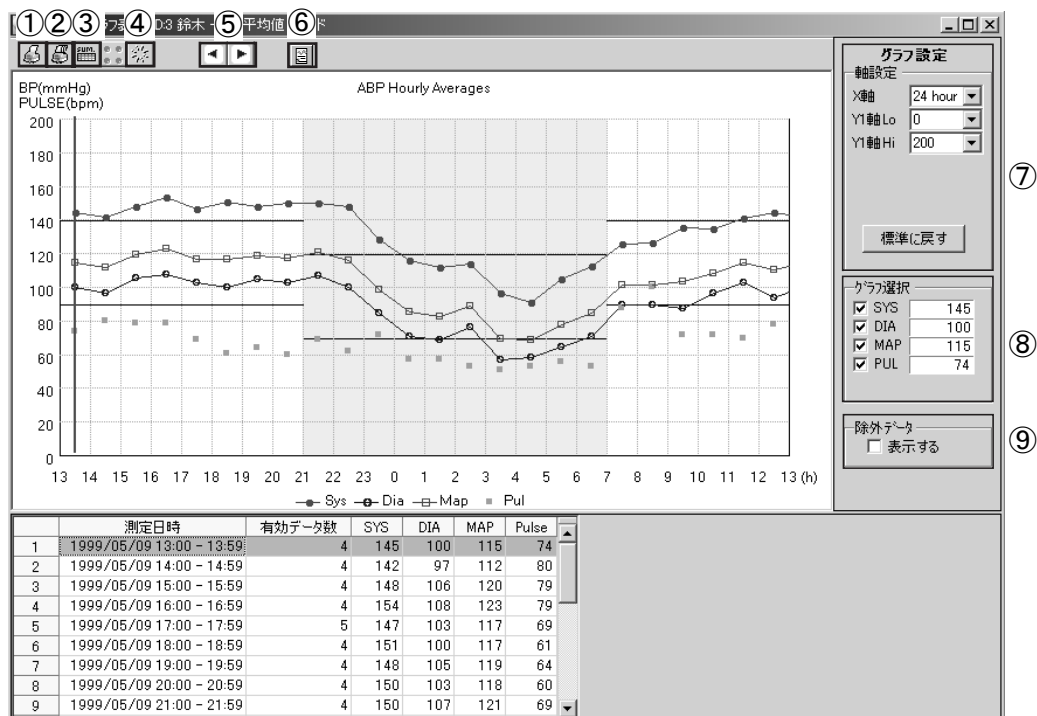 ① ② ③ ④ ⑤ ⑥
D:3 鈴木 - 平均値
sum.
BP(mmHg)
PULSE(bpm)
ABP Hourly Averages
200
180
160
140
120
100
80
60
40
20
0
13 14 15 16 17 18 19 20 21 22 23 0 1 2 3 4 5 6 7 8 9 10 11 12 13 (h)
Sys Dia Map Pul
グラフ設定
軸設定
X軸 24 hour
Y1軸Lo 0
Y1軸Hi 200
標準に戻す
⑦
グラフ選択
SYS 145
DIA 100
MAP 115
PUL 74
⑧
除外データ
表示する
⑨
測定日時 有効データ数 SYS DIA MAP Pulse
1 1999/05/09 13:00 - 13:59 4 145 100 115 74
2 1999/05/09 14:00 - 14:59 4 142 97 112 80
3 1999/05/09 15:00 - 15:59 4 148 106 120 79
4 1999/05/09 16:00 - 16:59 4 154 108 123 79
5 1999/05/09 17:00 - 17:59 5 147 103 117 69
6 1999/05/09 18:00 - 18:59 4 151 100 117 61
7 1999/05/09 19:00 - 19:59 4 148 105 119 64
8 1999/05/09 20:00 - 20:59 4 150 103 118 60
9 1999/05/09 21:00 - 21:59 4 150 107 121 69